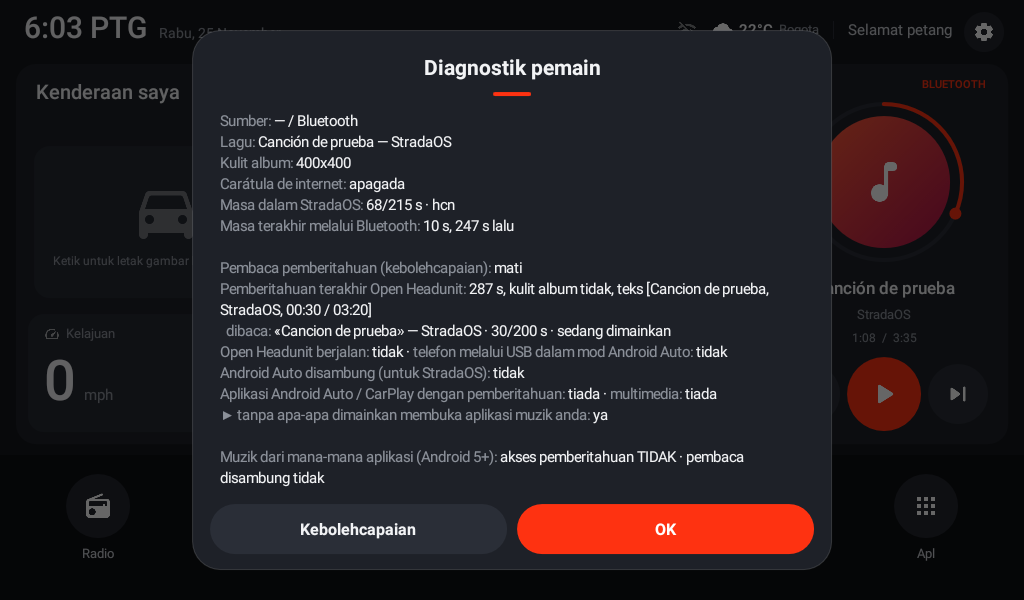 6:03 PTG
Rabu, 25 November
22°C Bogota
Selamat petang
Kenderaan saya
BLUETOOTH
Diagnostik pemain
Sumber: — / Bluetooth
Lagu: Canción de prueba — StradaOS
Kulit album: 400x400
Carátula de internet: apagada
Masa dalam StradaOS: 68/215 s · hcn
Masa terakhir melalui Bluetooth: 10 s, 247 s lalu
Pembaca pemberitahuan (kebolehcapaian): mati
Pemberitahuan terakhir Open Headunit: 287 s, kulit album tidak, teks [Cancion de prueba,
StradaOS, 00:30 / 03:20]
dibaca: «Cancion de prueba» — StradaOS · 30/200 s · sedang dimainkan
Open Headunit berjalan: tidak · telefon melalui USB dalam mod Android Auto: tidak
Android Auto disambung (untuk StradaOS): tidak
Aplikasi Android Auto / CarPlay dengan pemberitahuan: tiada · multimedia: tiada
► tanpa apa-apa dimainkan membuka aplikasi muzik anda: ya
Muzik dari mana-mana aplikasi (Android 5+): akses pemberitahuan TIDAK · pembaca
disambung tidak
Kebolehcapaian
OK
Ketik untuk letak gambar
Kelajuan
0 mph
nción de prueba
StradaOS
1:08 / 3:35
Radio
Apl